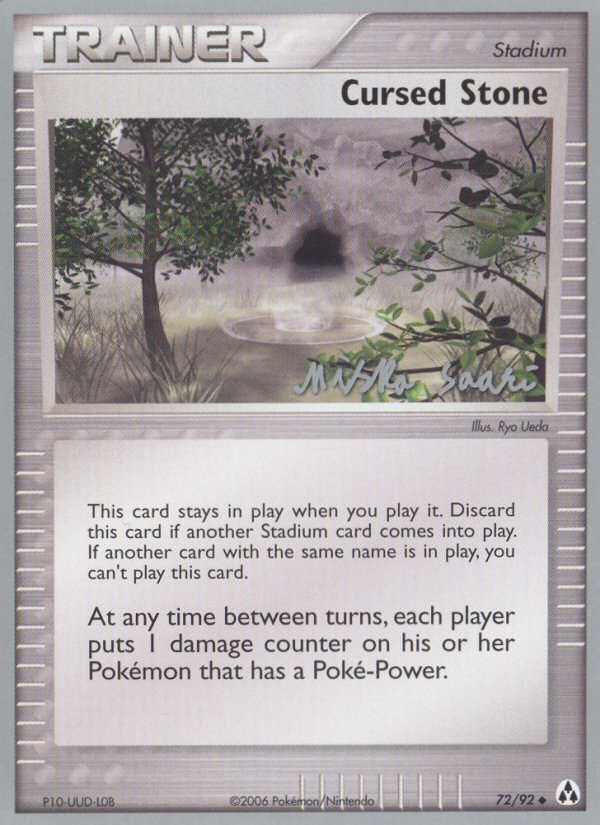 TRAINER
Stadium
Cursed Stone
Miska Saari
Illus. Ryo Ueda
This card stays in play when you play it. Discard
this card if another Stadium card comes into play.
If another card with the same name is in play, you
can't play this card.
At any time between turns, each player
puts 1 damage counter on his or her
Pokémon that has a Poké-Power.
P10-UUD-L0B
©2006 Pokémon/Nintendo
72/92